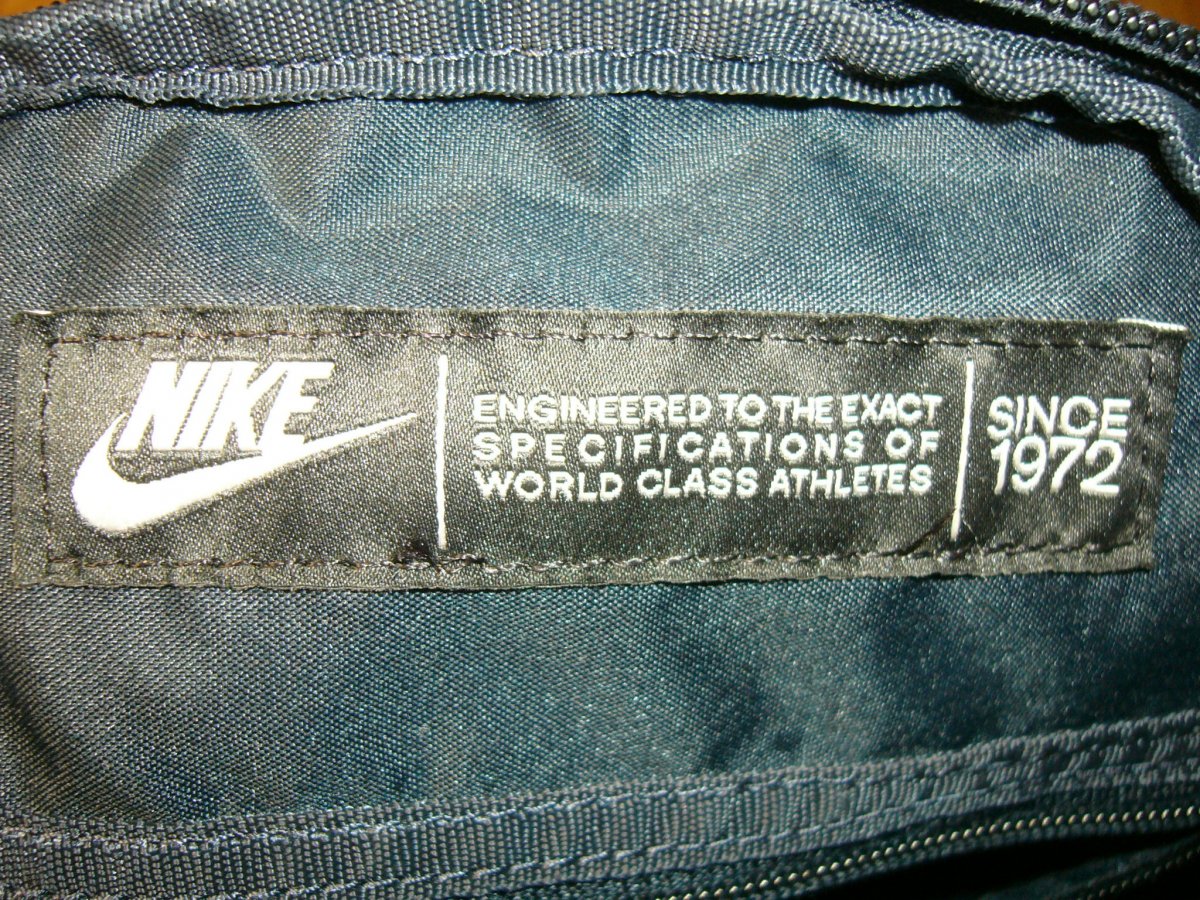 NIKE
ENGINEERED TO THE EXACT
SPECIFICATIONS OF
WORLD CLASS ATHLETES
SINCE
1972